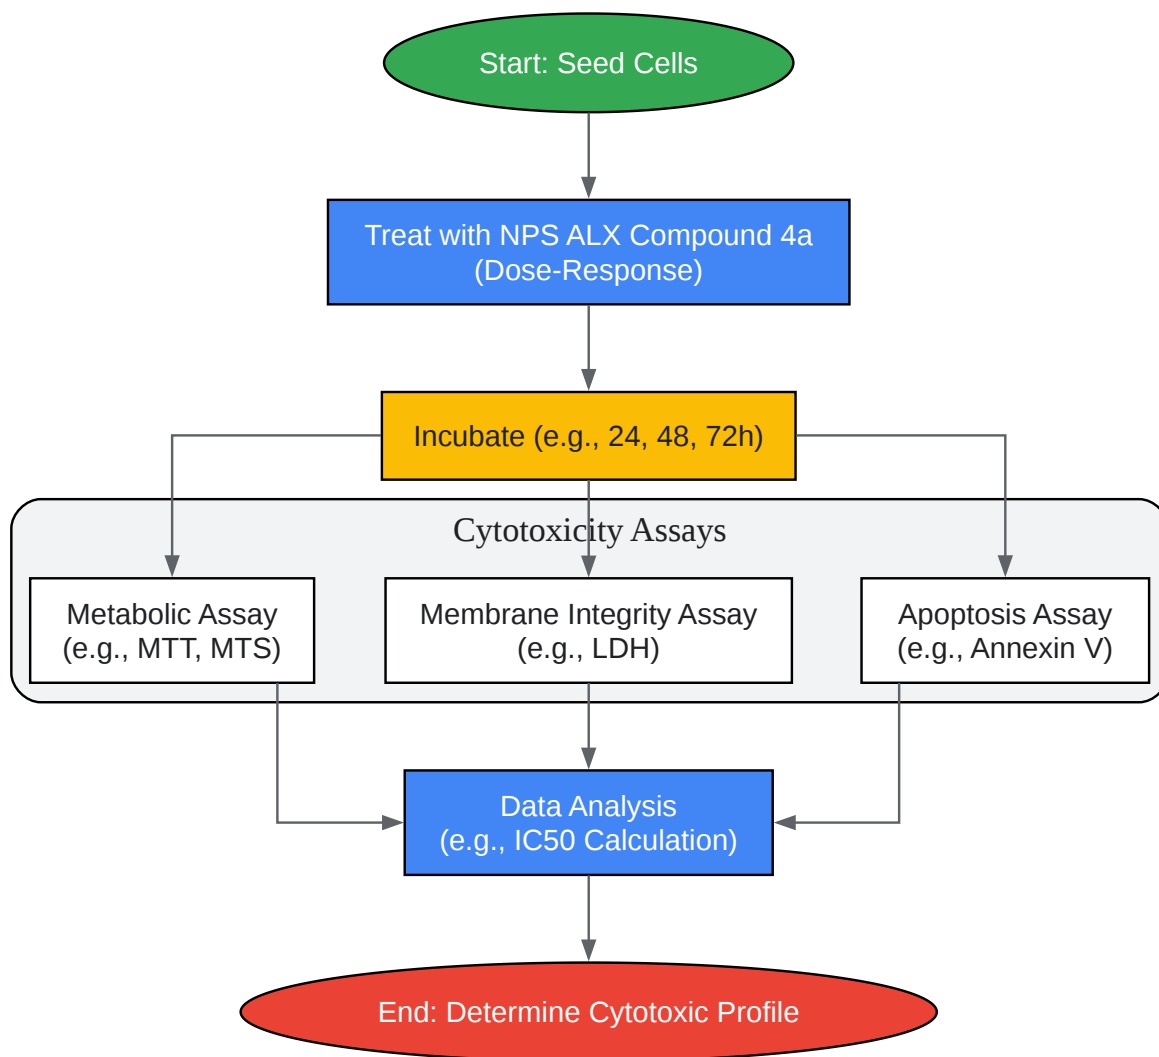 Start: Seed Cells
Treat with NPS ALX Compound 4a
(Dose-Response)
Incubate (e.g., 24, 48, 72h)
Cytotoxicity Assays
Metabolic Assay
(e.g., MTT, MTS)
Membrane Integrity Assay
(e.g., LDH)
Apoptosis Assay
(e.g., Annexin V)
Data Analysis
(e.g., IC50 Calculation)
End: Determine Cytotoxic Profile